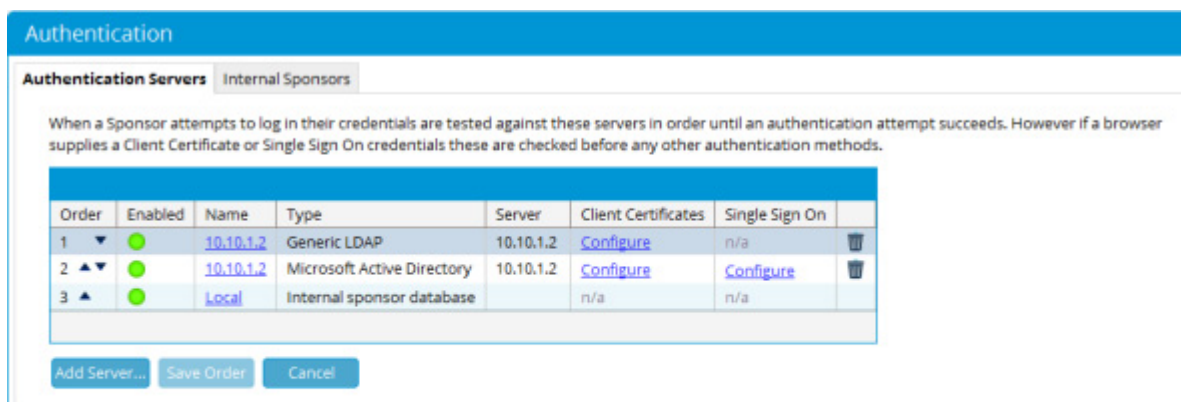 Authentication
Authentication Servers Internal Sponsors
When a Sponsor attempts to log in their credentials are tested against these servers in order until an authentication attempt succeeds. However if a browser
supplies a Client Certificate or Single Sign On credentials these are checked before any other authentication methods.
Order Enabled Name Type Server Client Certificates Single Sign On
1 10.10.1.2 Generic LDAP 10.10.1.2 Configure n/a
2 10.10.1.2 Microsoft Active Directory 10.10.1.2 Configure Configure
3 Local Internal sponsor database n/a n/a
Add Server... Save Order Cancel